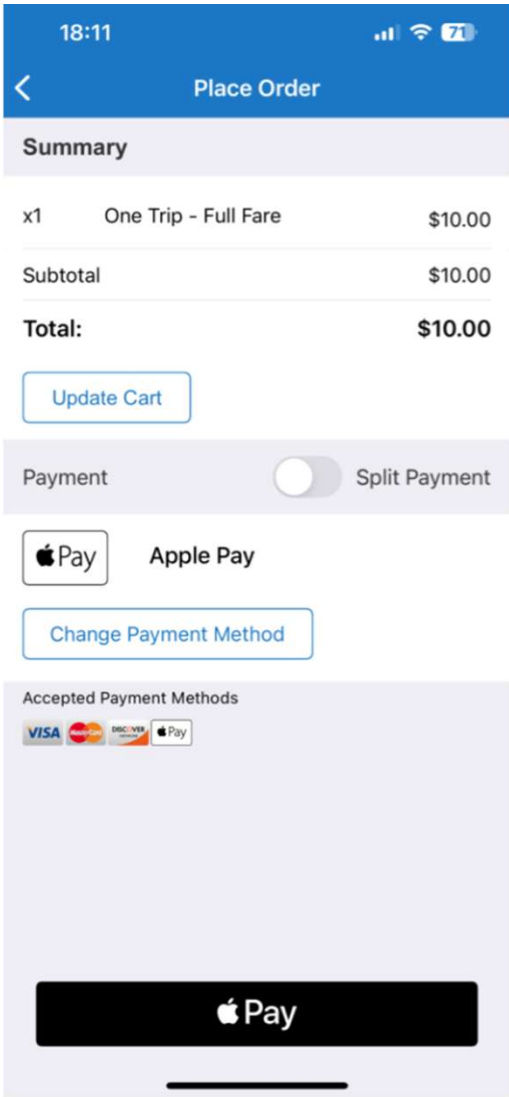 18:11 71
Place Order
Summary
x1 One Trip - Full Fare $10.00
Subtotal $10.00
Total: $10.00
Update Cart
Payment Split Payment
Pay Apple Pay
Change Payment Method
Accepted Payment Methods
VISA MasterCard DISCOVER Pay
Pay